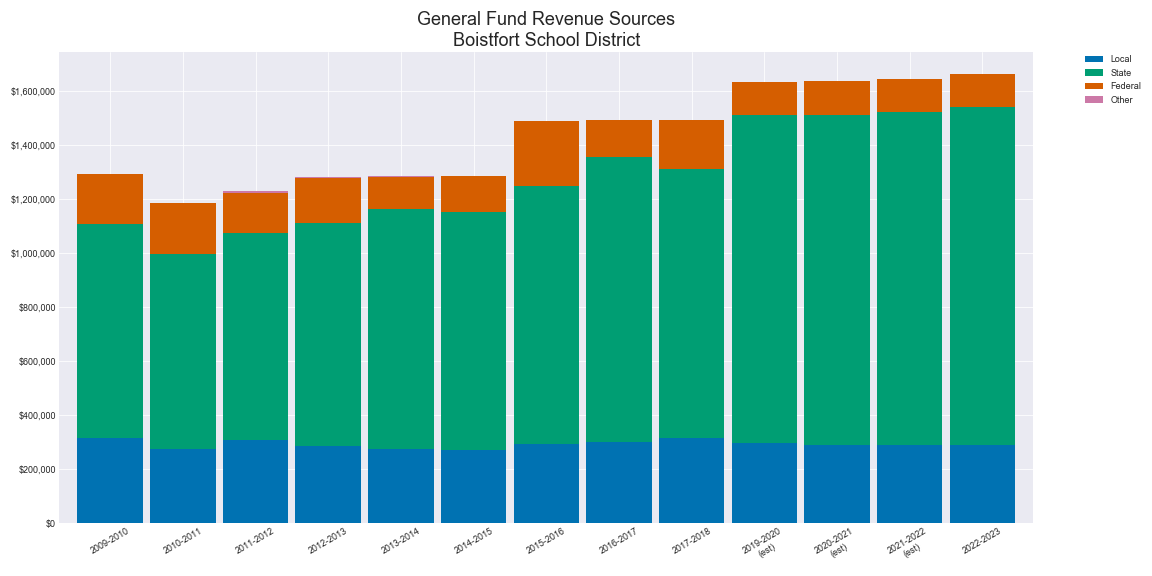 General Fund Revenue Sources
Boistfort School District
Local
State
Federal
Other
$1,600,000
$1,400,000
$1,200,000
$1,000,000
$800,000
$600,000
$400,000
$200,000
$0
2009-2010
2010-2011
2011-2012
2012-2013
2013-2014
2014-2015
2015-2016
2016-2017
2017-2018
2019-2020
(est)
2020-2021
(est)
2021-2022
(est)
2022-2023